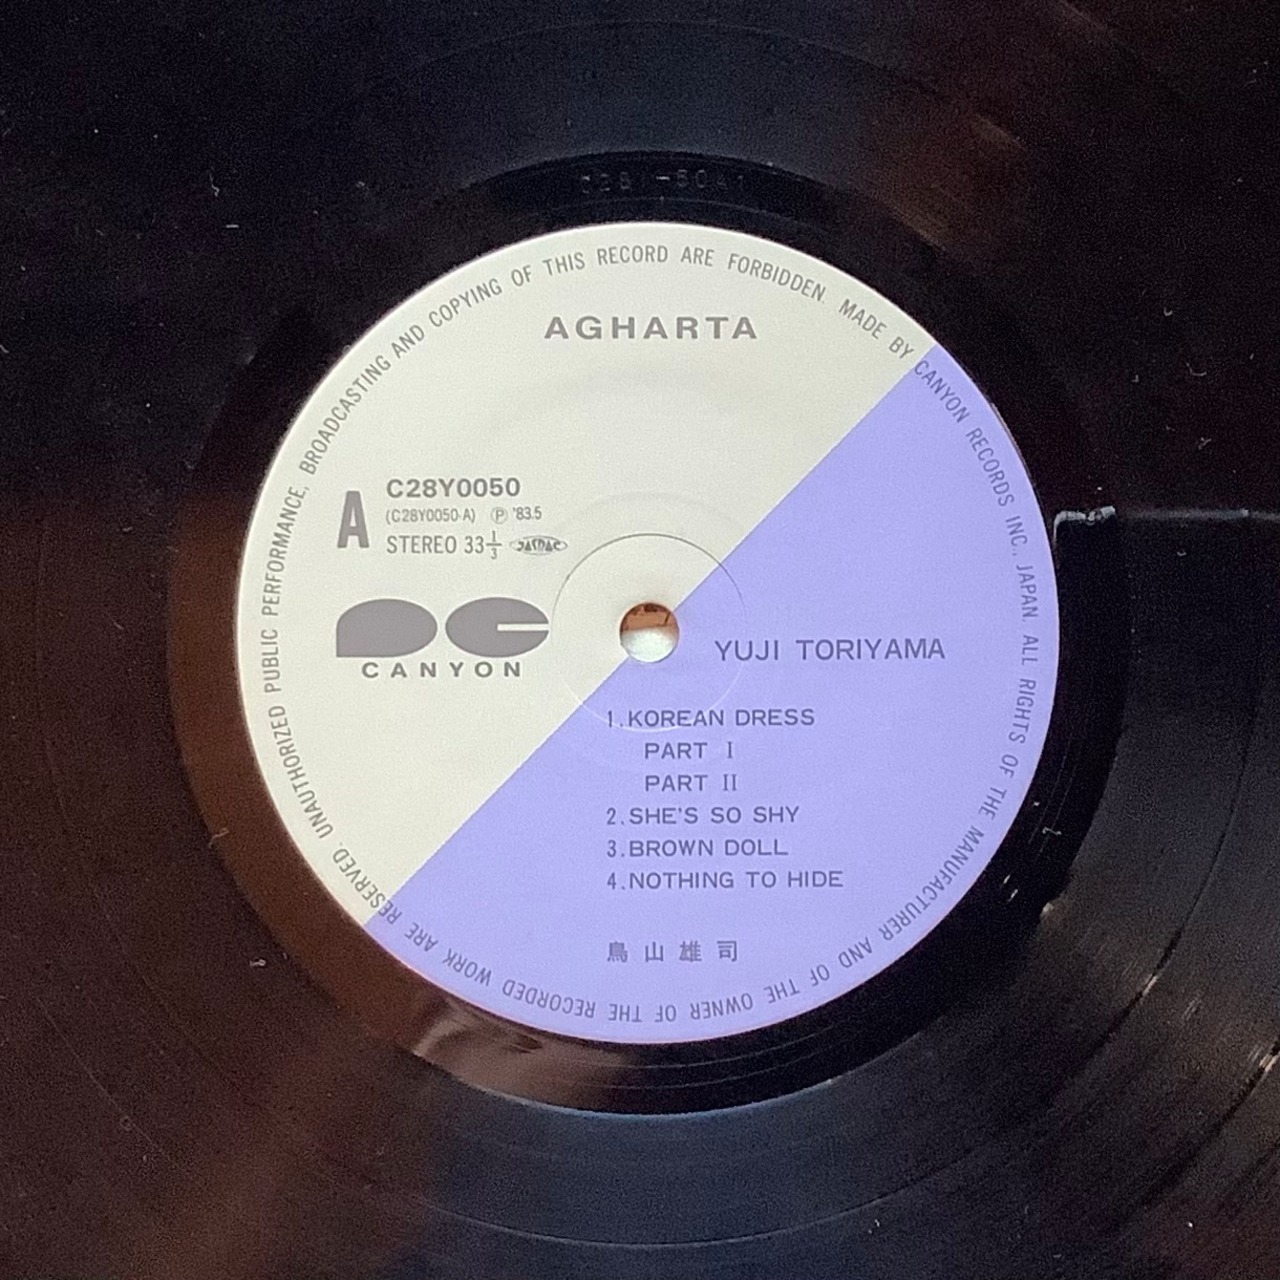 UNAUTHORIZED PUBLIC PERFORMANCE, BROADCASTING AND COPYING OF THIS RECORD ARE FORBIDDEN. MADE BY CANYON RECORDS INC., JAPAN. ALL RIGHTS OF THE MANUFACTURER AND OF THE OWNER OF THE RECORDED WORK ARE RESERVED.
AGHARTA
A
C28Y0050
(C28Y0050-A) Ⓟ '83.5
STEREO 33 1/3 JASRAC
CANYON
YUJI TORIYAMA
1.KOREAN DRESS
PART I
PART II
2.SHE'S SO SHY
3.BROWN DOLL
4.NOTHING TO HIDE
鳥山雄司